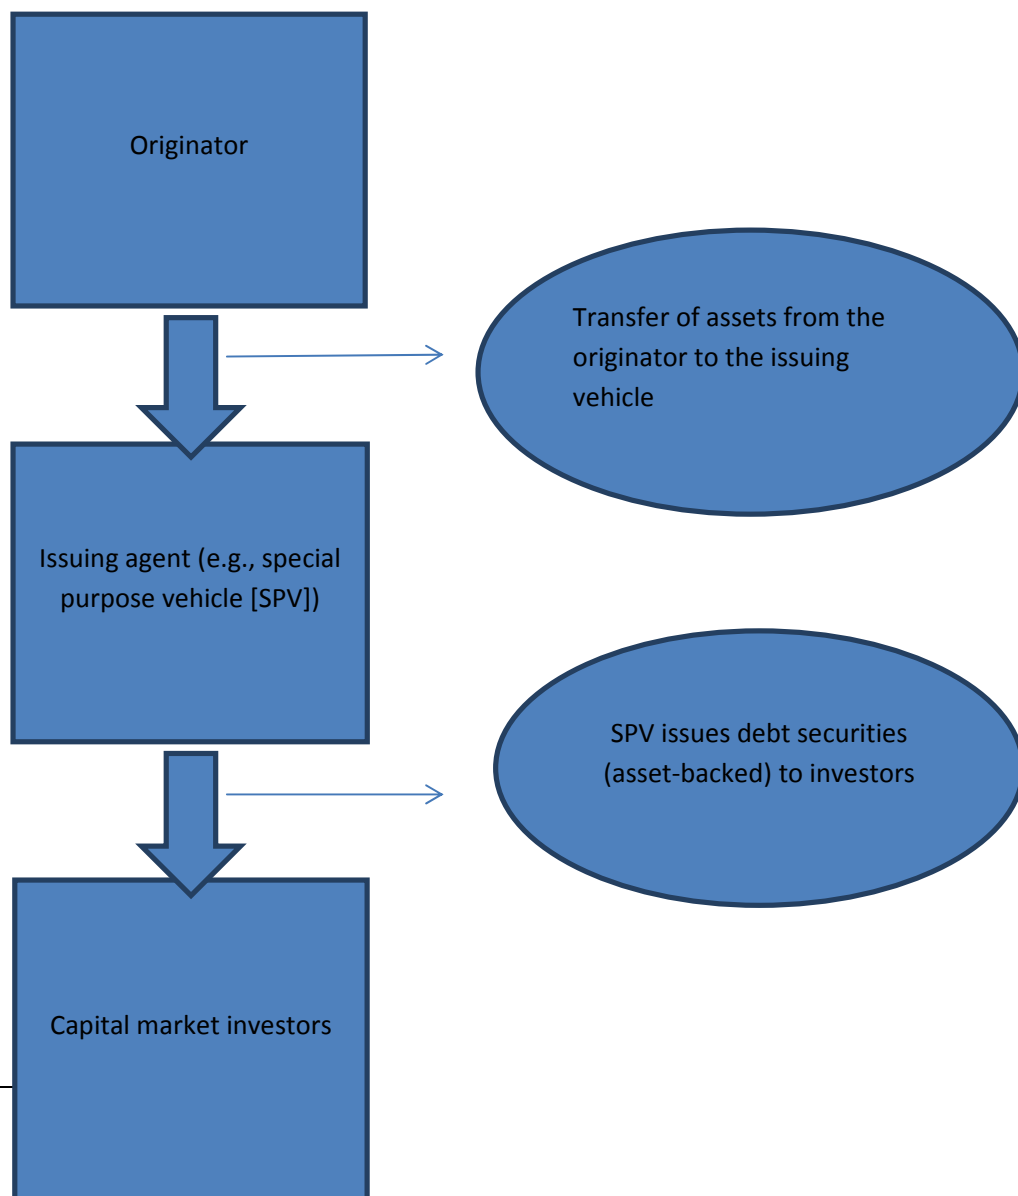 Originator
Transfer of assets from the
originator to the issuing
vehicle
Issuing agent (e.g., special
purpose vehicle [SPV])
SPV issues debt securities
(asset-backed) to investors
Capital market investors